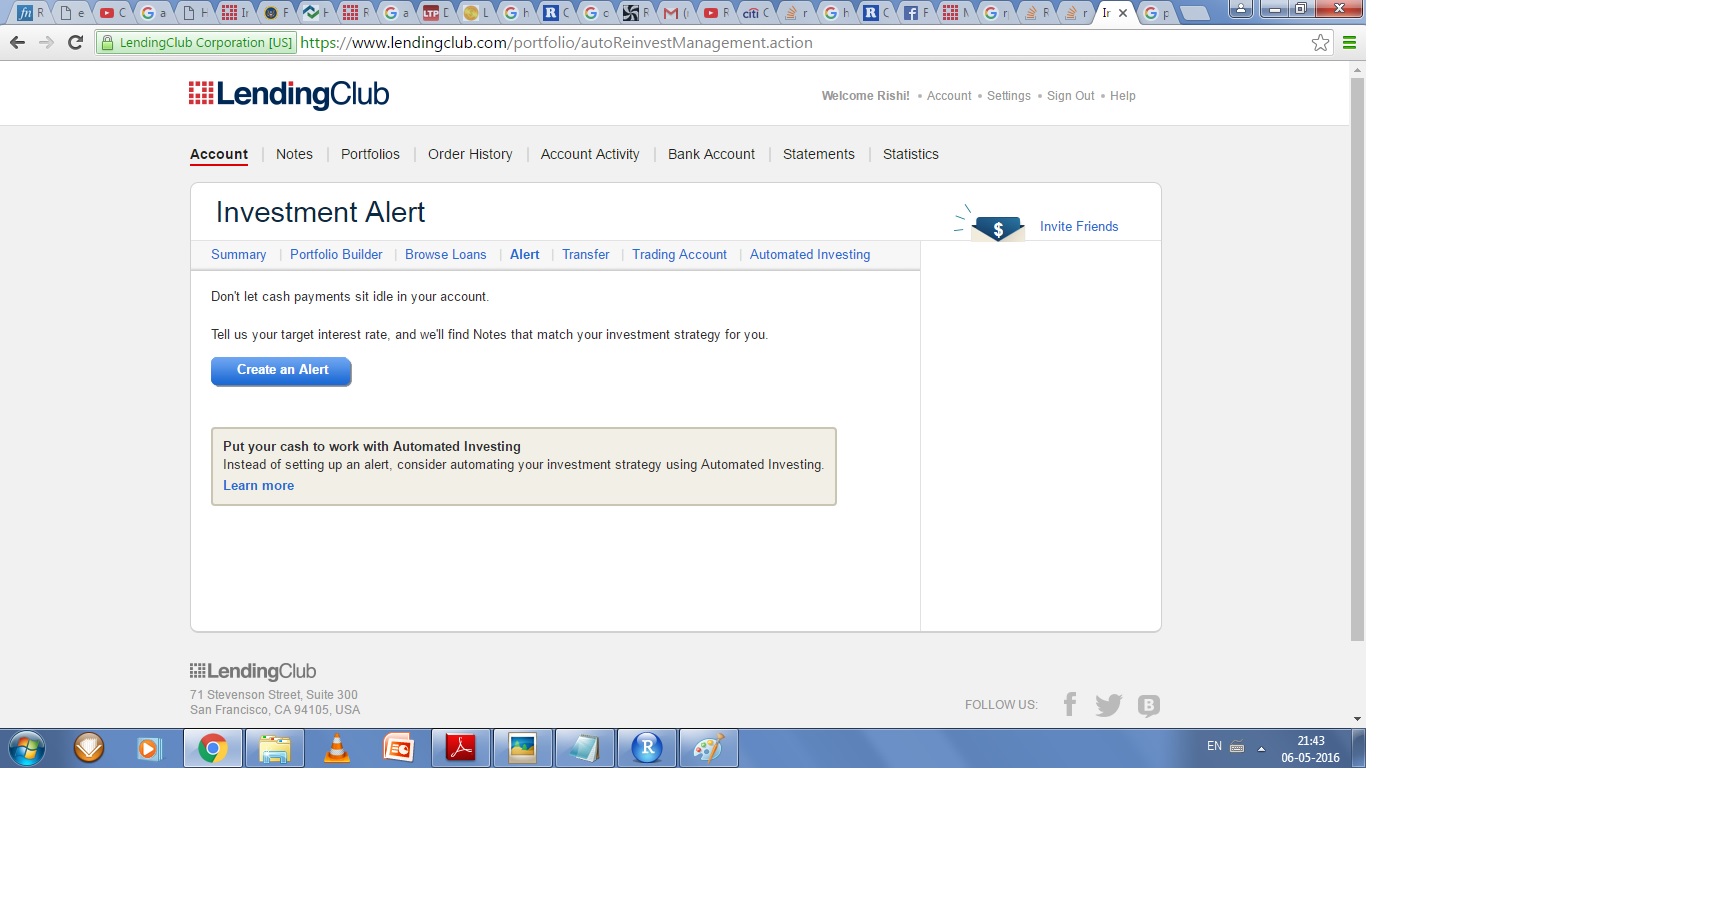 LendingClub Corporation [US] https://www.lendingclub.com/portfolio/autoReinvestManagement.action
LendingClub
Welcome Rishi! • Account • Settings • Sign Out • Help
Account | Notes | Portfolios | Order History | Account Activity | Bank Account | Statements | Statistics
Investment Alert
$ Invite Friends
Summary | Portfolio Builder | Browse Loans | Alert | Transfer | Trading Account | Automated Investing
Don't let cash payments sit idle in your account.
Tell us your target interest rate, and we'll find Notes that match your investment strategy for you.
Create an Alert
Put your cash to work with Automated Investing
Instead of setting up an alert, consider automating your investment strategy using Automated Investing.
Learn more
LendingClub
71 Stevenson Street, Suite 300
San Francisco, CA 94105, USA
FOLLOW US:
EN
21:43
06-05-2016